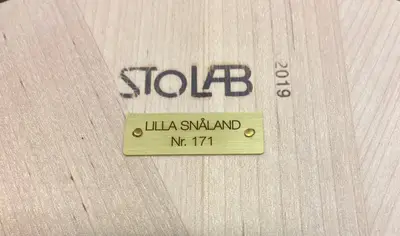 STOLAB
2019
LILLA SNÅLAND
Nr. 171